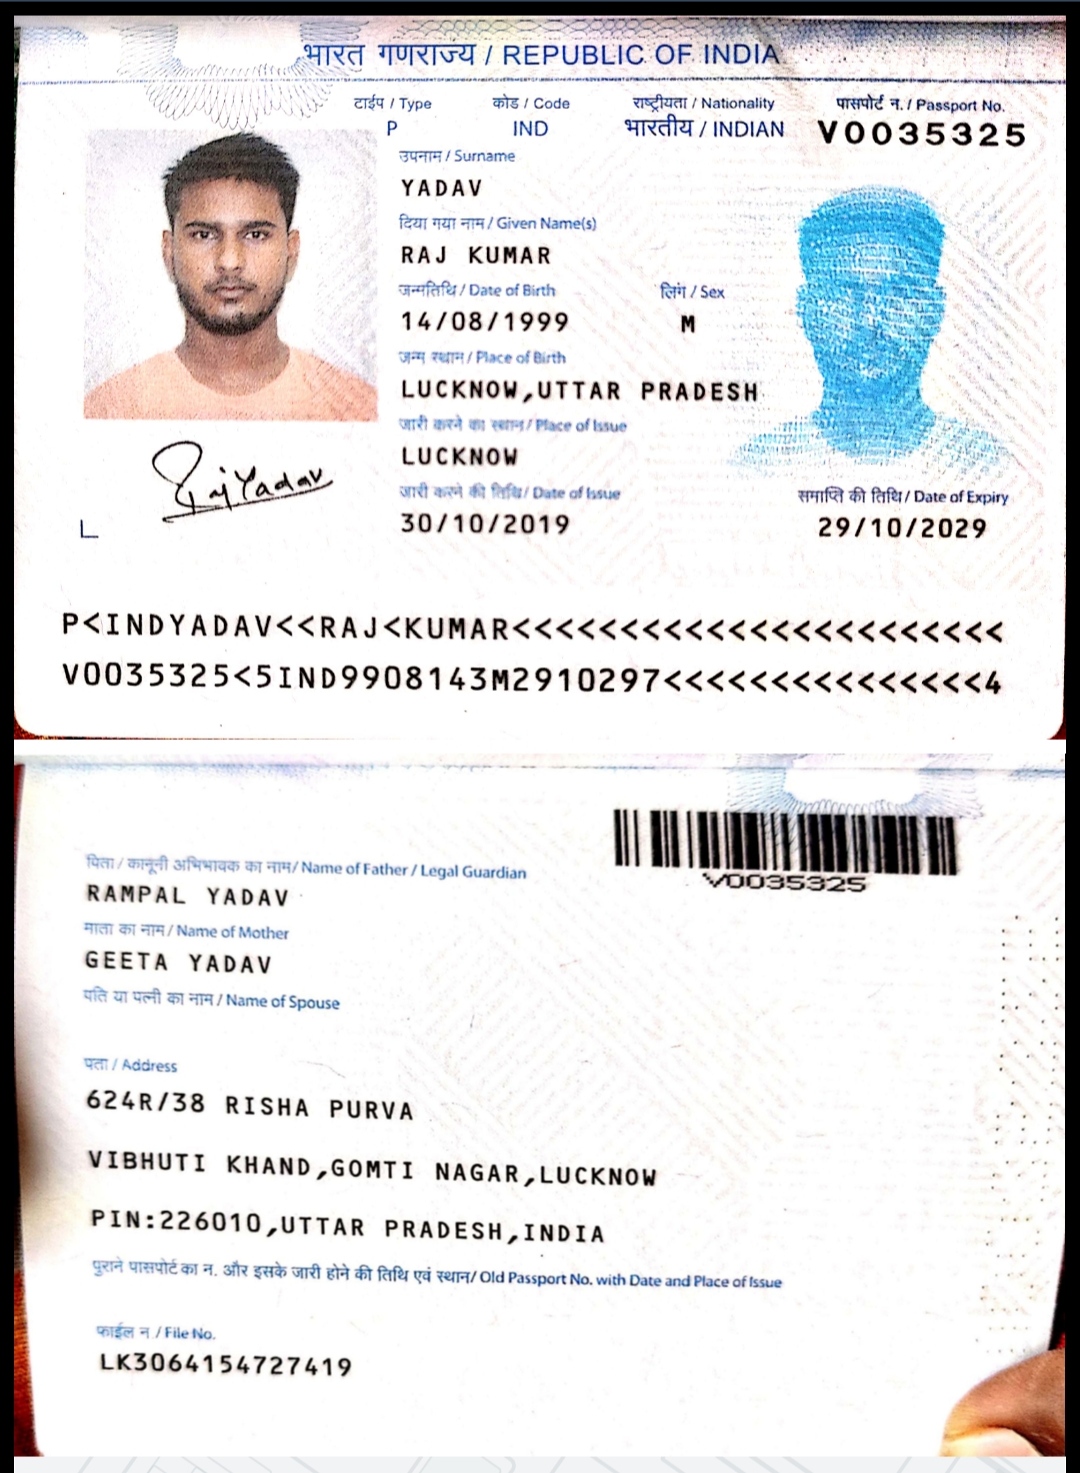 भारत गणराज्य / REPUBLIC OF INDIA
टाईप / Type कोड / Code राष्ट्रीयता / Nationality पासपोर्ट न. / Passport No.
P IND भारतीय / INDIAN V0035325
उपनाम / Surname
YADAV
दिया गया नाम / Given Name(s)
RAJ KUMAR
जन्मतिथि / Date of Birth लिंग / Sex
14/08/1999 M
जन्म स्थान / Place of Birth
LUCKNOW,UTTAR PRADESH
जारी करने का स्थान / Place of Issue
LUCKNOW
जारी करने की तिथि / Date of Issue समाप्ति की तिथि / Date of Expiry
30/10/2019 29/10/2029
Raj Yadav
L
P<INDYADAV<<RAJ<KUMAR<<<<<<<<<<<<<<<<<<<<<<<
V0035325<5IND9908143M2910297<<<<<<<<<<<<<<<4
V0035325
पिता / कानूनी अभिभावक का नाम / Name of Father / Legal Guardian
RAMPAL YADAV
माता का नाम / Name of Mother
GEETA YADAV
पति या पत्नी का नाम / Name of Spouse
पता / Address
624R/38 RISHA PURVA
VIBHUTI KHAND,GOMTI NAGAR,LUCKNOW
PIN:226010,UTTAR PRADESH,INDIA
पुराने पासपोर्ट का न. और इसके जारी होने की तिथि एवं स्थान / Old Passport No. with Date and Place of Issue
फाईल न / File No.
LK3064154727419